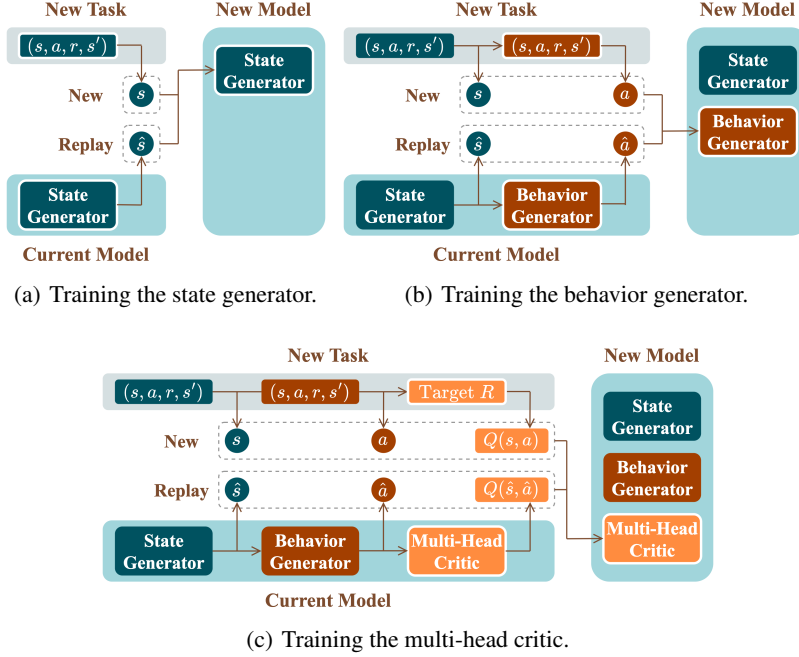 New Task
New Model
(s, a, r, s′)
State
Generator
s
New
Replay
ŝ
State
Generator
Current Model
(a) Training the state generator.
New Task
New Model
(s, a, r, s′)
(s, a, r, s′)
State
Generator
s
a
New
Behavior
Generator
Replay
ŝ
â
State
Generator
Behavior
Generator
Current Model
(b) Training the behavior generator.
New Task
New Model
(s, a, r, s′)
(s, a, r, s′)
Target R
State
Generator
New
s
a
Q(s, a)
Behavior
Generator
Replay
ŝ
â
Q(ŝ, â)
State
Generator
Behavior
Generator
Multi-Head
Critic
Multi-Head
Critic
Current Model
(c) Training the multi-head critic.